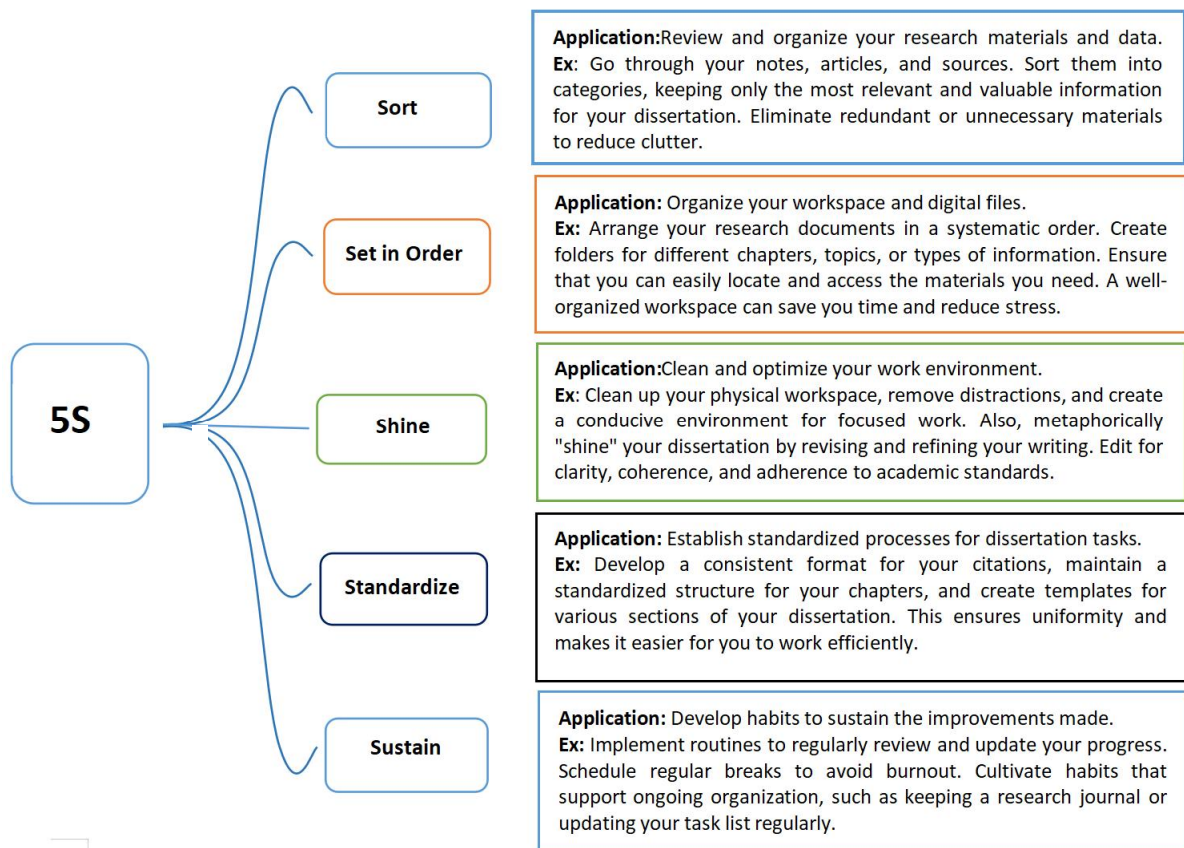 5S
Sort
Application:Review and organize your research materials and data.
Ex: Go through your notes, articles, and sources. Sort them into
categories, keeping only the most relevant and valuable information
for your dissertation. Eliminate redundant or unnecessary materials
to reduce clutter.
Set in Order
Application: Organize your workspace and digital files.
Ex: Arrange your research documents in a systematic order. Create
folders for different chapters, topics, or types of information. Ensure
that you can easily locate and access the materials you need. A well-
organized workspace can save you time and reduce stress.
Shine
Application:Clean and optimize your work environment.
Ex: Clean up your physical workspace, remove distractions, and create
a conducive environment for focused work. Also, metaphorically
"shine" your dissertation by revising and refining your writing. Edit for
clarity, coherence, and adherence to academic standards.
Standardize
Application: Establish standardized processes for dissertation tasks.
Ex: Develop a consistent format for your citations, maintain a
standardized structure for your chapters, and create templates for
various sections of your dissertation. This ensures uniformity and
makes it easier for you to work efficiently.
Sustain
Application: Develop habits to sustain the improvements made.
Ex: Implement routines to regularly review and update your progress.
Schedule regular breaks to avoid burnout. Cultivate habits that
support ongoing organization, such as keeping a research journal or
updating your task list regularly.